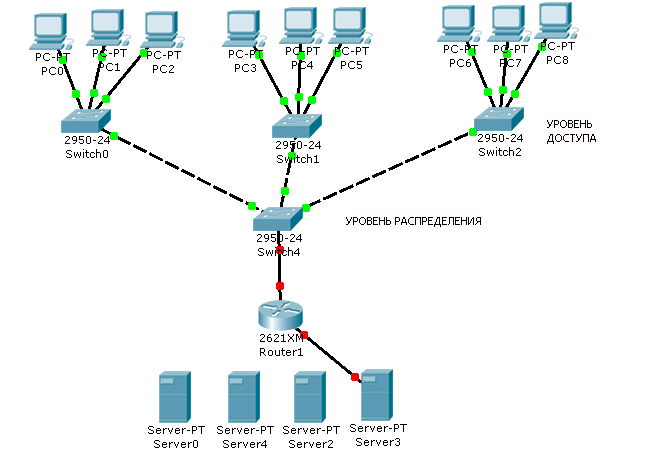 PC-PT
PC0
PC-PT
PC1
PC-PT
PC2
PC-PT
PC3
PC-PT
PC4
PC-PT
PC5
PC-PT
PC6
PC-PT
PC7
PC-PT
PC8
2950-24
Switch0
2950-24
Switch1
2950-24
Switch2
УРОВЕНЬ
ДОСТУПА
2950-24
Switch4
УРОВЕНЬ РАСПРЕДЕЛЕНИЯ
2621XM
Router1
Server-PT
Server0
Server-PT
Server4
Server-PT
Server2
Server-PT
Server3